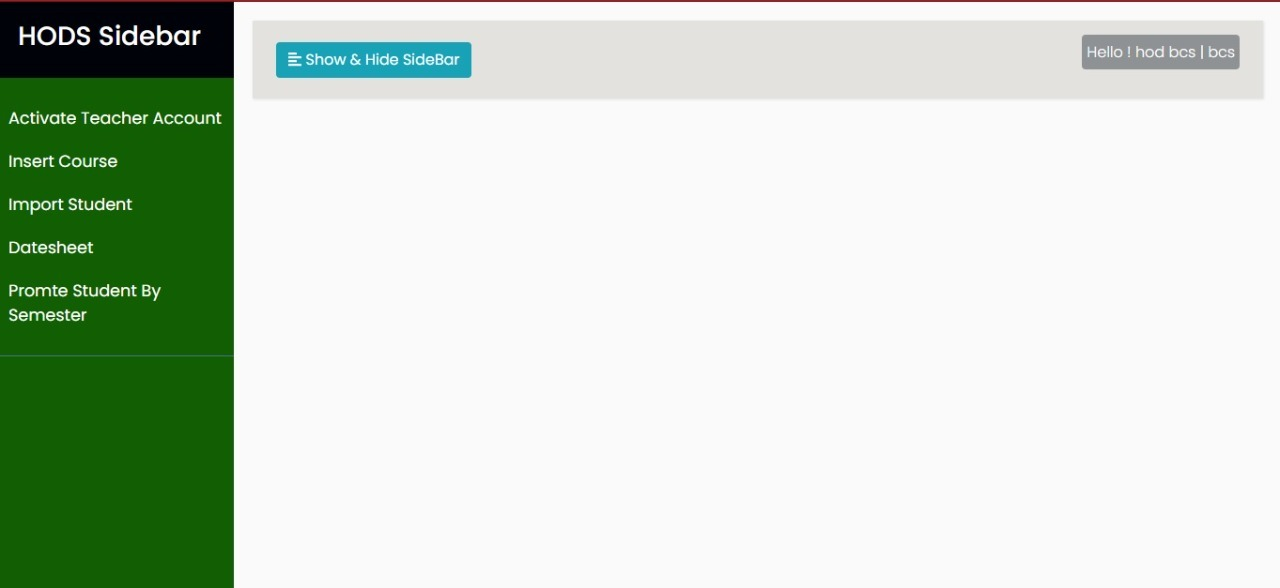 HODS Sidebar
Show & Hide SideBar
Hello ! hod bcs | bcs
Activate Teacher Account
Insert Course
Import Student
Datesheet
Promte Student By
Semester